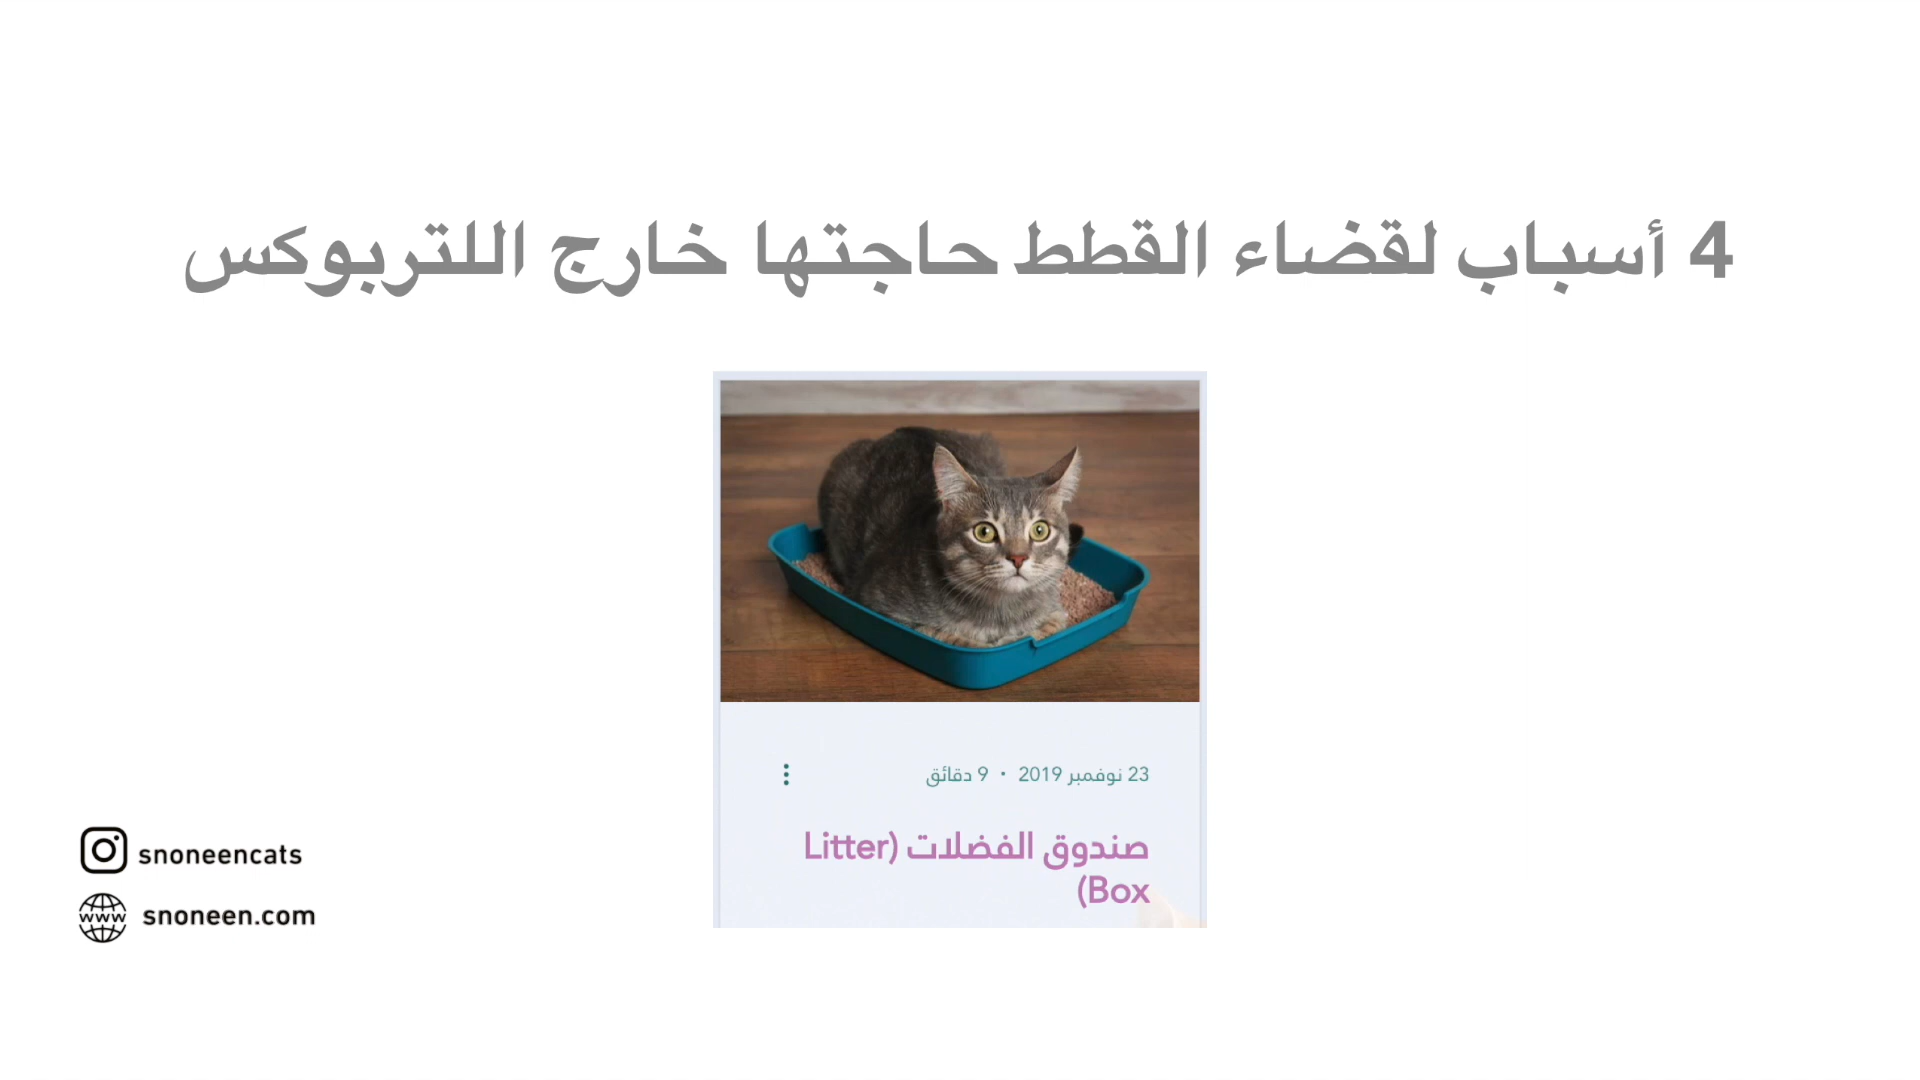 4 أسباب لقضاء القطط حاجتها خارج اللتربوكس
23 نوفمبر 2019 · 9 دقائق
صندوق الفضلات (Litter
Box)
snoneencats
www snoneen.com